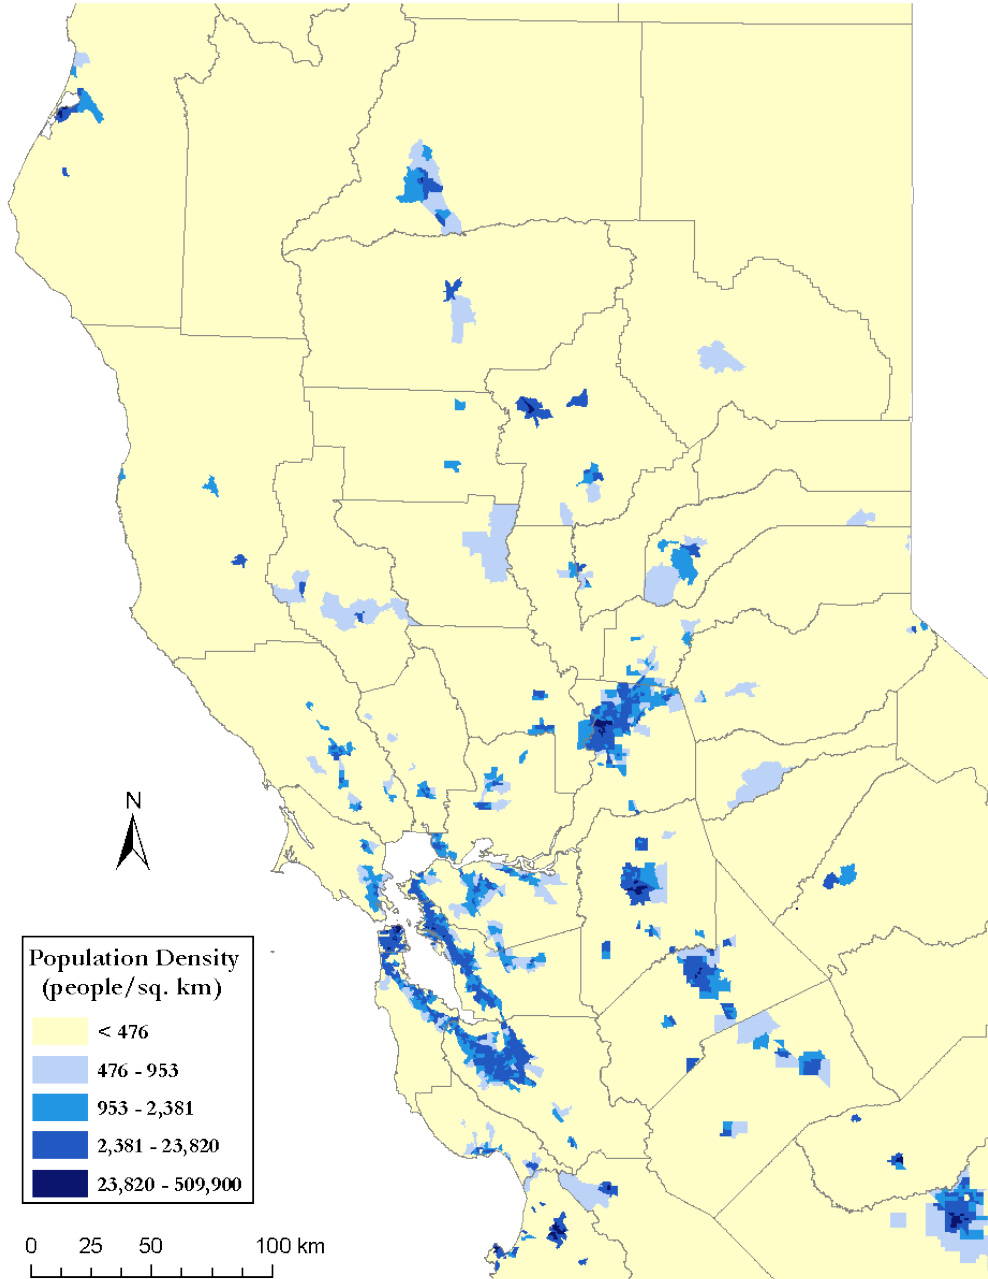 N
Population Density
(people/sq. km)
< 476
476 - 953
953 - 2,381
2,381 - 23,820
23,820 - 509,900
0 25 50 100 km